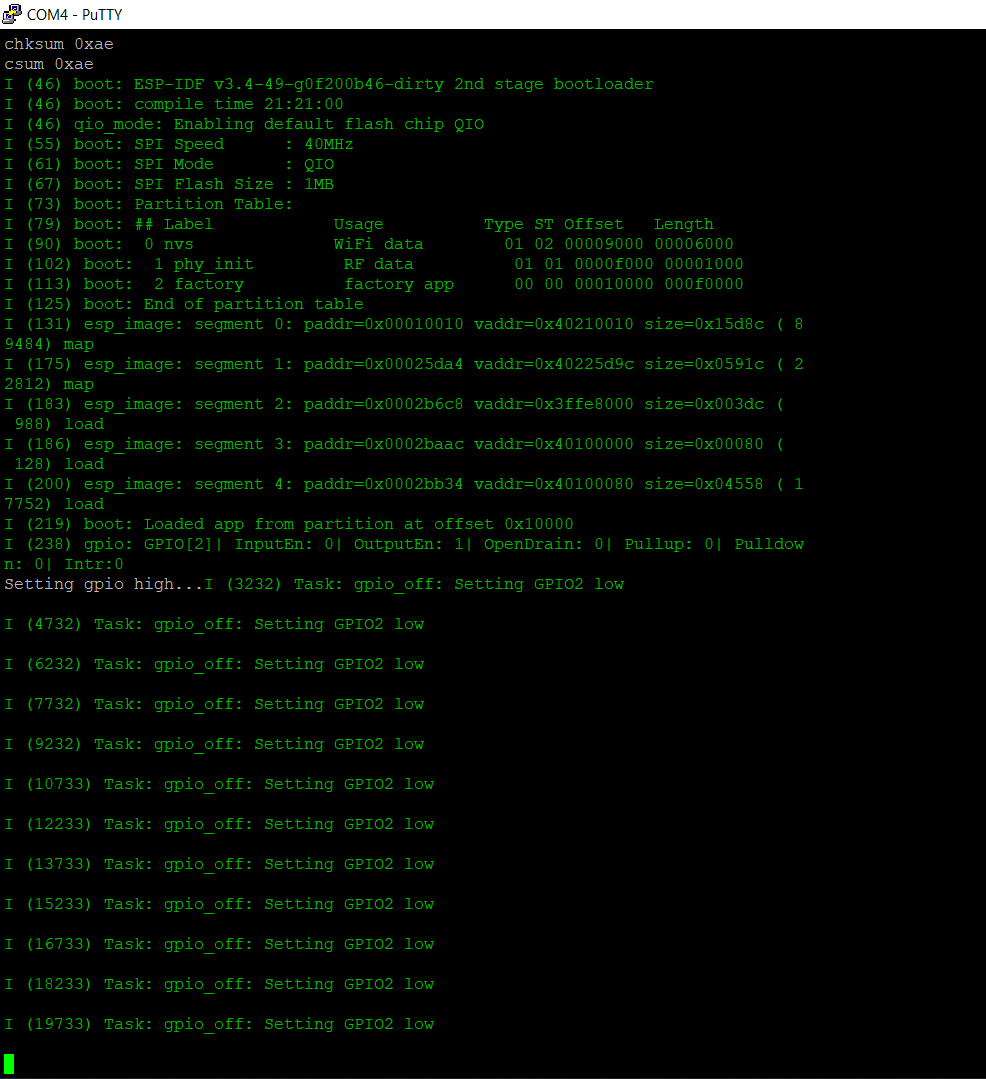 COM4 - PuTTY
chksum 0xae
csum 0xae
I (46) boot: ESP-IDF v3.4-49-g0f200b46-dirty 2nd stage bootloader
I (46) boot: compile time 21:21:00
I (46) qio_mode: Enabling default flash chip QIO
I (55) boot: SPI Speed      : 40MHz
I (61) boot: SPI Mode       : QIO
I (67) boot: SPI Flash Size : 1MB
I (73) boot: Partition Table:
I (79) boot: ## Label            Usage          Type ST Offset   Length
I (90) boot:  0 nvs              WiFi data        01 02 00009000 00006000
I (102) boot:  1 phy_init         RF data          01 01 0000f000 00001000
I (113) boot:  2 factory          factory app      00 00 00010000 000f0000
I (125) boot: End of partition table
I (131) esp_image: segment 0: paddr=0x00010010 vaddr=0x40210010 size=0x15d8c ( 8
9484) map
I (175) esp_image: segment 1: paddr=0x00025da4 vaddr=0x40225d9c size=0x0591c ( 2
2812) map
I (183) esp_image: segment 2: paddr=0x0002b6c8 vaddr=0x3ffe8000 size=0x003dc (
 988) load
I (186) esp_image: segment 3: paddr=0x0002baac vaddr=0x40100000 size=0x00080 (
 128) load
I (200) esp_image: segment 4: paddr=0x0002bb34 vaddr=0x40100080 size=0x04558 ( 1
7752) load
I (219) boot: Loaded app from partition at offset 0x10000
I (238) gpio: GPIO[2]| InputEn: 0| OutputEn: 1| OpenDrain: 0| Pullup: 0| Pulldow
n: 0| Intr:0
Setting gpio high...I (3232) Task: gpio_off: Setting GPIO2 low
I (4732) Task: gpio_off: Setting GPIO2 low
I (6232) Task: gpio_off: Setting GPIO2 low
I (7732) Task: gpio_off: Setting GPIO2 low
I (9232) Task: gpio_off: Setting GPIO2 low
I (10733) Task: gpio_off: Setting GPIO2 low
I (12233) Task: gpio_off: Setting GPIO2 low
I (13733) Task: gpio_off: Setting GPIO2 low
I (15233) Task: gpio_off: Setting GPIO2 low
I (16733) Task: gpio_off: Setting GPIO2 low
I (18233) Task: gpio_off: Setting GPIO2 low
I (19733) Task: gpio_off: Setting GPIO2 low